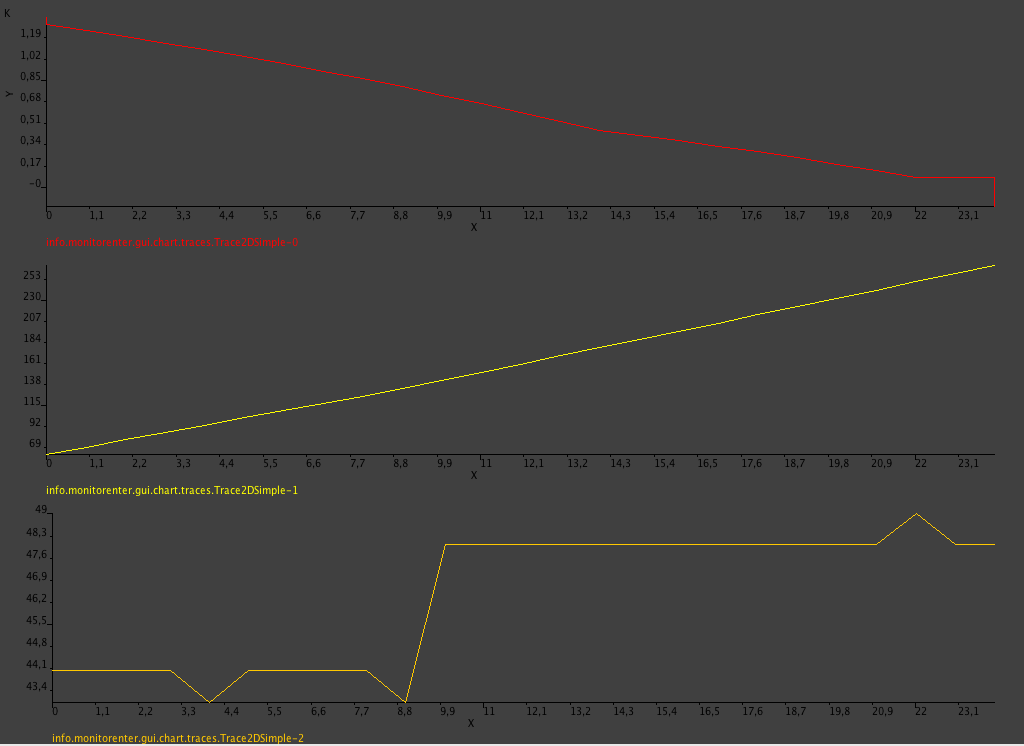 K
1,19
1,02
0,85
0,68
0,51
0,34
0,17
-0
Y
0 1,1 2,2 3,3 4,4 5,5 6,6 7,7 8,8 9,9 11 12,1 13,2 14,3 15,4 16,5 17,6 18,7 19,8 20,9 22 23,1
X
info.monitorenter.gui.chart.traces.Trace2DSimple-0
253
230
207
184
161
138
115
92
69
0 1,1 2,2 3,3 4,4 5,5 6,6 7,7 8,8 9,9 11 12,1 13,2 14,3 15,4 16,5 17,6 18,7 19,8 20,9 22 23,1
X
info.monitorenter.gui.chart.traces.Trace2DSimple-1
49
48,3
47,6
46,9
46,2
45,5
44,8
44,1
43,4
0 1,1 2,2 3,3 4,4 5,5 6,6 7,7 8,8 9,9 11 12,1 13,2 14,3 15,4 16,5 17,6 18,7 19,8 20,9 22 23,1
X
info.monitorenter.gui.chart.traces.Trace2DSimple-2